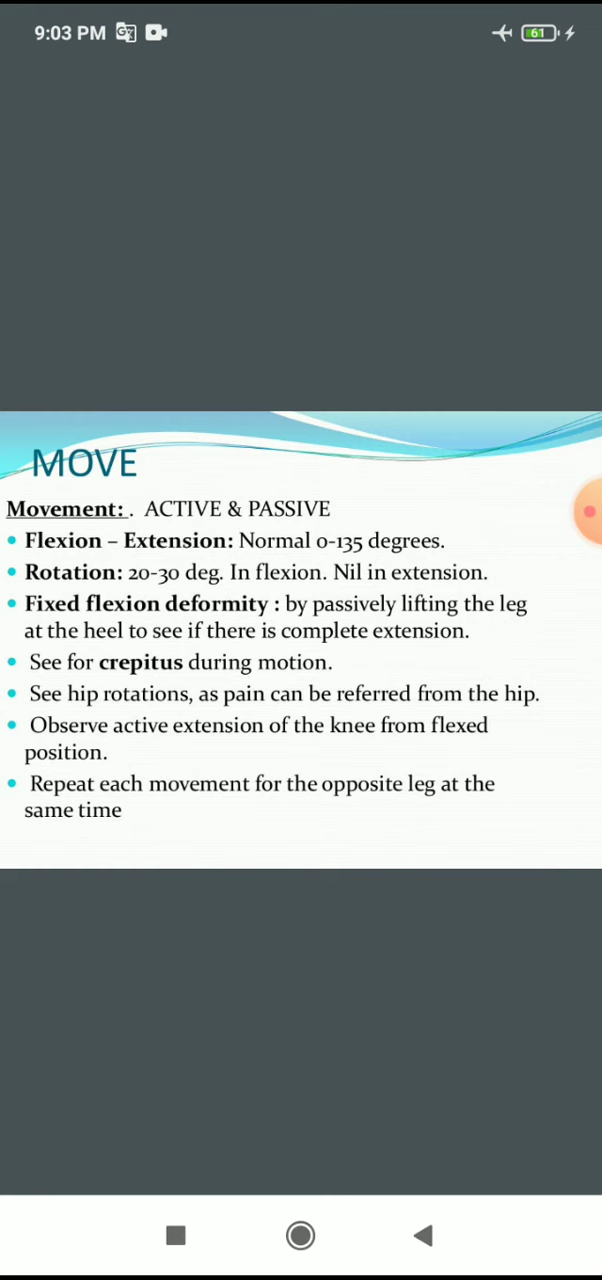 9:03 PM
61
MOVE
Movement: . ACTIVE & PASSIVE
• Flexion – Extension: Normal 0-135 degrees.
• Rotation: 20-30 deg. In flexion. Nil in extension.
• Fixed flexion deformity : by passively lifting the leg
at the heel to see if there is complete extension.
• See for crepitus during motion.
• See hip rotations, as pain can be referred from the hip.
• Observe active extension of the knee from flexed
position.
• Repeat each movement for the opposite leg at the
same time